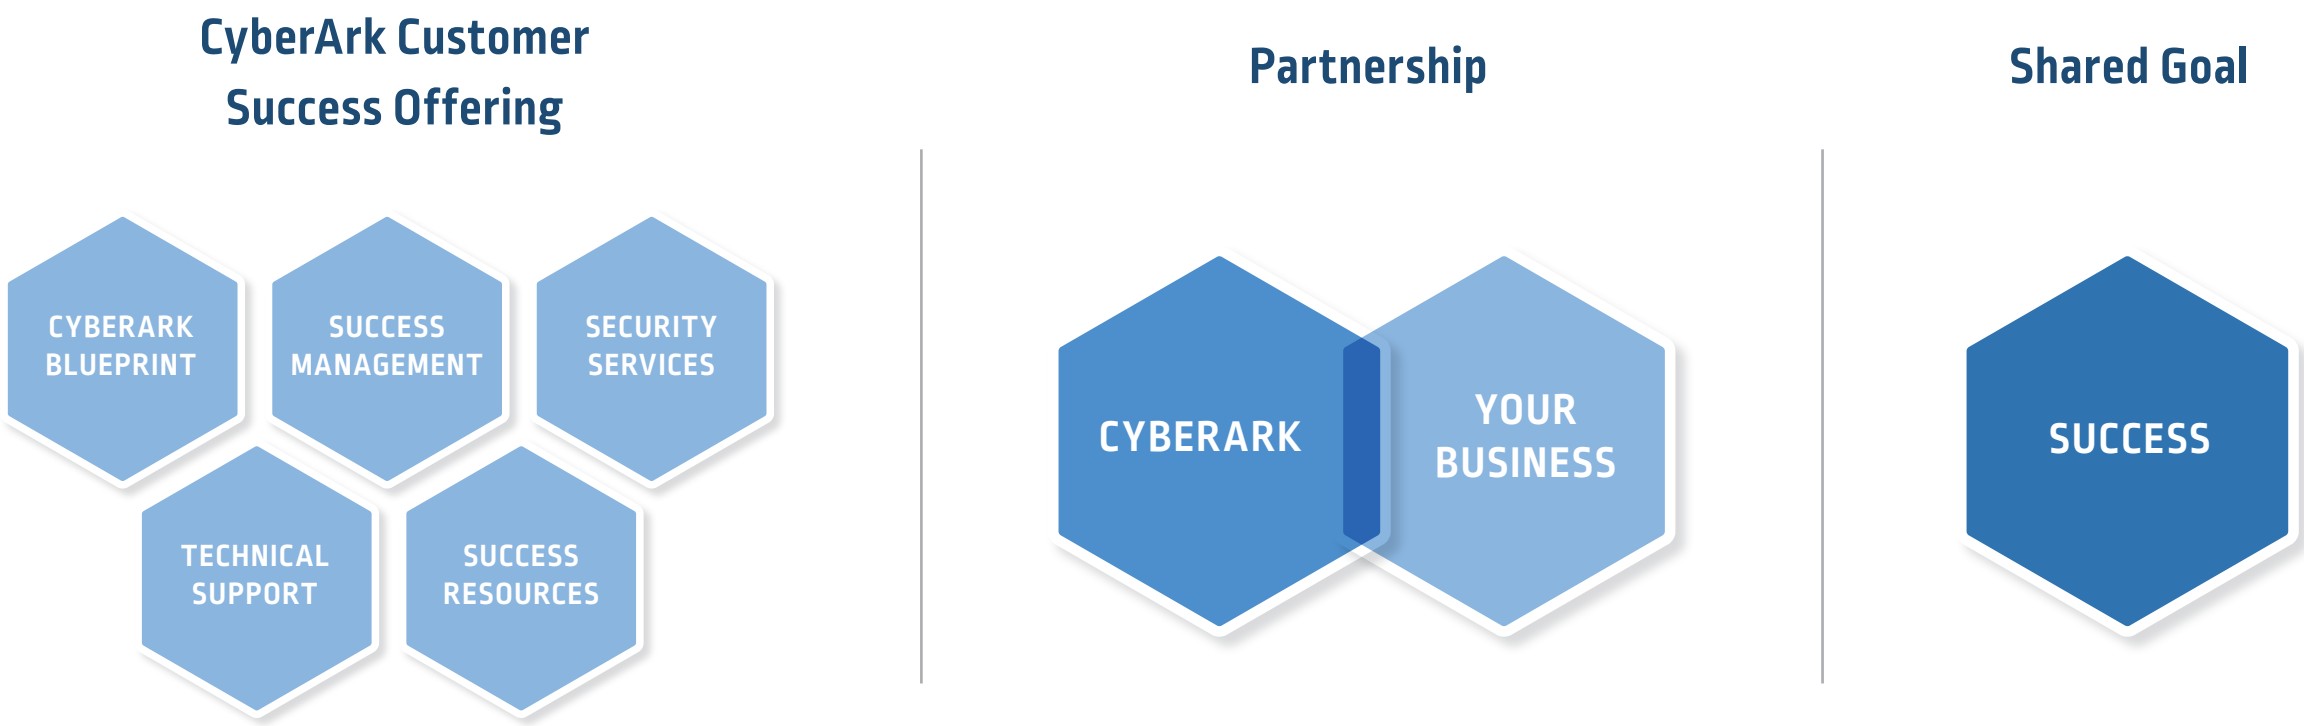 CyberArk Customer
Success Offering
CYBERARK
BLUEPRINT
SUCCESS
MANAGEMENT
SECURITY
SERVICES
TECHNICAL
SUPPORT
SUCCESS
RESOURCES
Partnership
CYBERARK
YOUR
BUSINESS
Shared Goal
SUCCESS